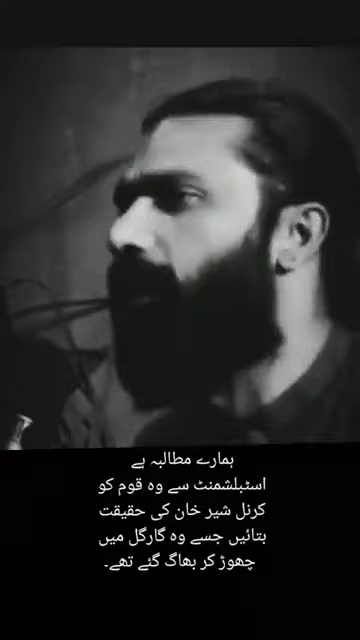 ہمارے مطالبہ ہے
اسٹبلشمنٹ سے وہ قوم کو
کرنل شیر خان کی حقیقت
بتائیں جسے وہ گارگل میں
چھوڑ کر بھاگ گئے تھے۔